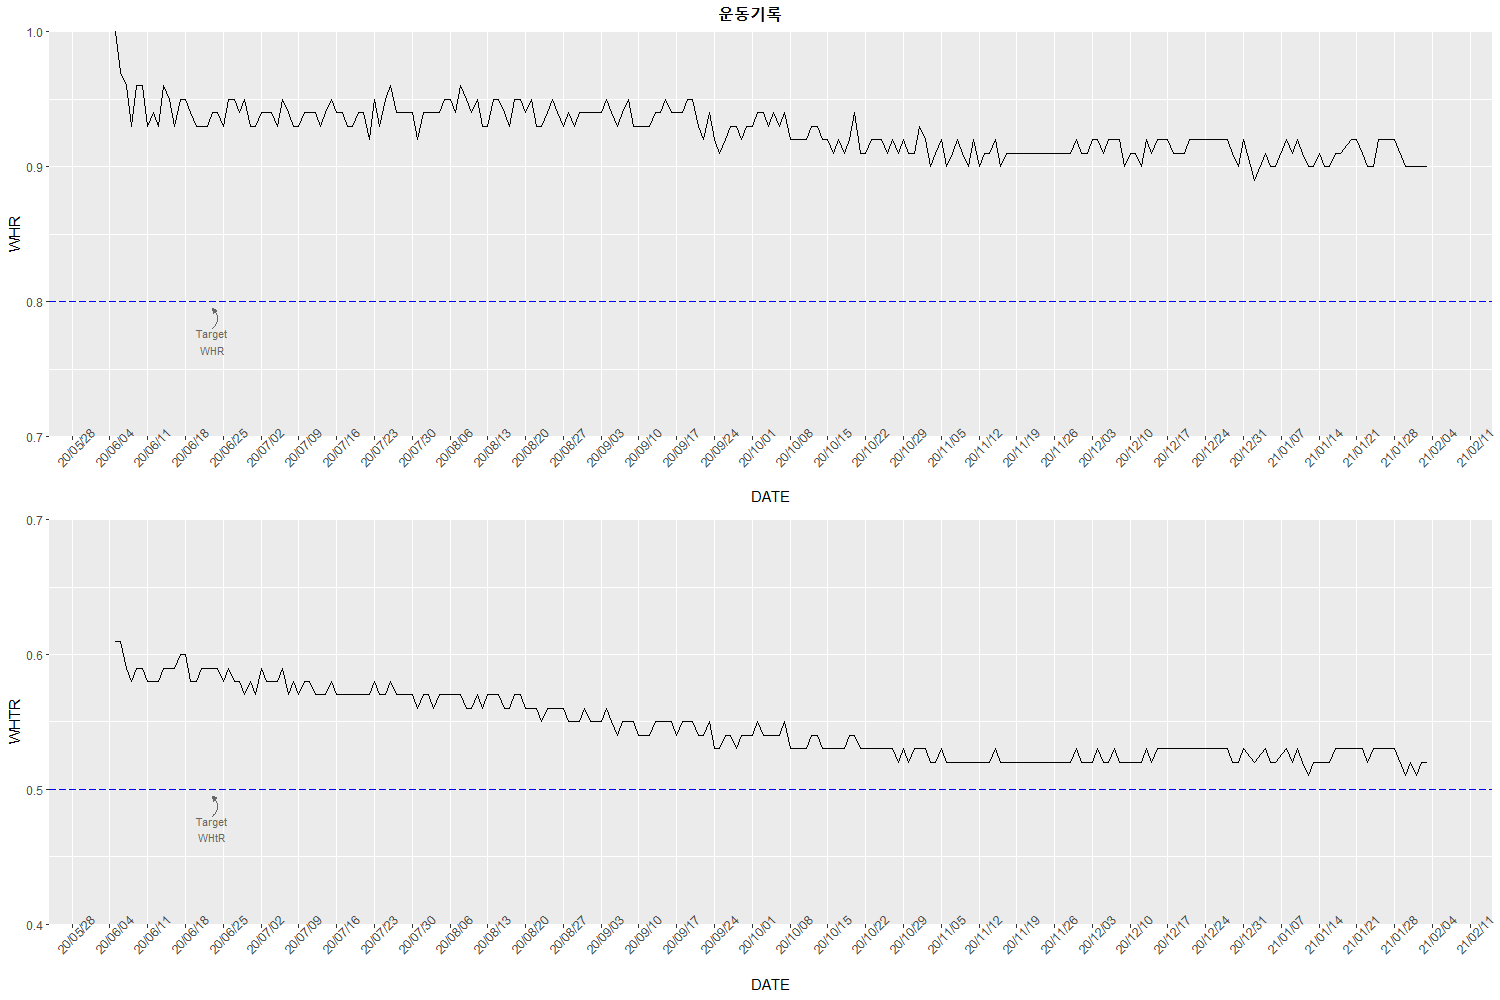 운동기록
1.0
0.9
WHR
0.8
Target
WHR
0.7
20/05/28 20/06/04 20/06/11 20/06/18 20/06/25 20/07/02 20/07/09 20/07/16 20/07/23 20/07/30 20/08/06 20/08/13 20/08/20 20/08/27 20/09/03 20/09/10 20/09/17 20/09/24 20/10/01 20/10/08 20/10/15 20/10/22 20/10/29 20/11/05 20/11/12 20/11/19 20/11/26 20/12/03 20/12/10 20/12/17 20/12/24 20/12/31 21/01/07 21/01/14 21/01/21 21/01/28 21/02/04 21/02/11
DATE
0.7
0.6
WHTR
0.5
Target
WHtR
0.4
20/05/28 20/06/04 20/06/11 20/06/18 20/06/25 20/07/02 20/07/09 20/07/16 20/07/23 20/07/30 20/08/06 20/08/13 20/08/20 20/08/27 20/09/03 20/09/10 20/09/17 20/09/24 20/10/01 20/10/08 20/10/15 20/10/22 20/10/29 20/11/05 20/11/12 20/11/19 20/11/26 20/12/03 20/12/10 20/12/17 20/12/24 20/12/31 21/01/07 21/01/14 21/01/21 21/01/28 21/02/04 21/02/11
DATE